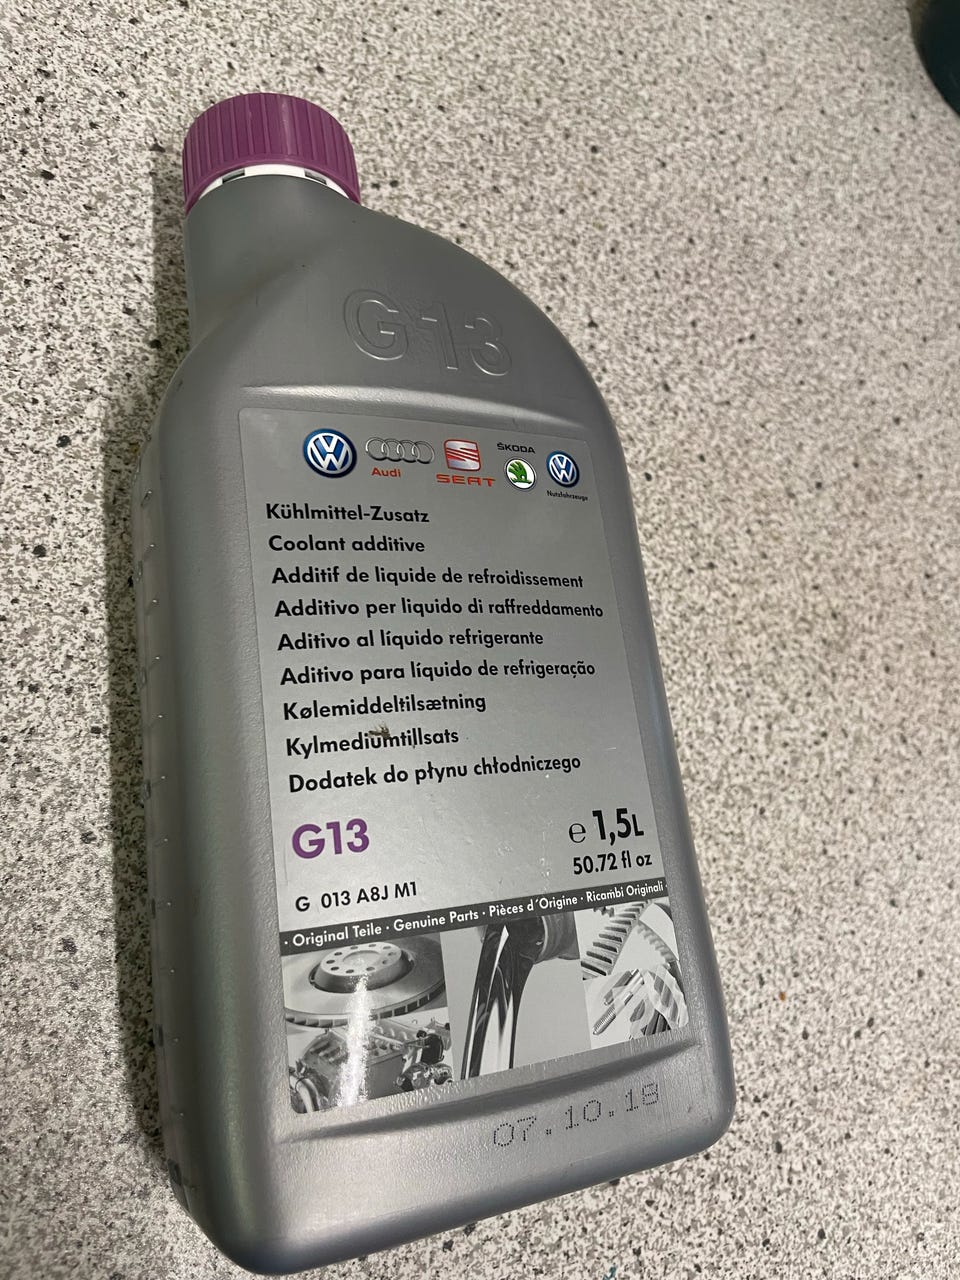 G13
Audi
SEAT
ŠKODA
Nutzfahrzeuge
Kühlmittel-Zusatz
Coolant additive
Additif de liquide de refroidissement
Additivo per liquido di raffreddamento
Aditivo al líquido refrigerante
Aditivo para líquido de refrigeração
Kølemiddeltilsætning
Kylmediumtillsats
Dodatek do płynu chłodniczego
G13
e 1,5L
50.72 fl oz
G 013 A8J M1
· Original Teile · Genuine Parts · Pièces d'Origine · Ricambi Originali ·
07.10.18